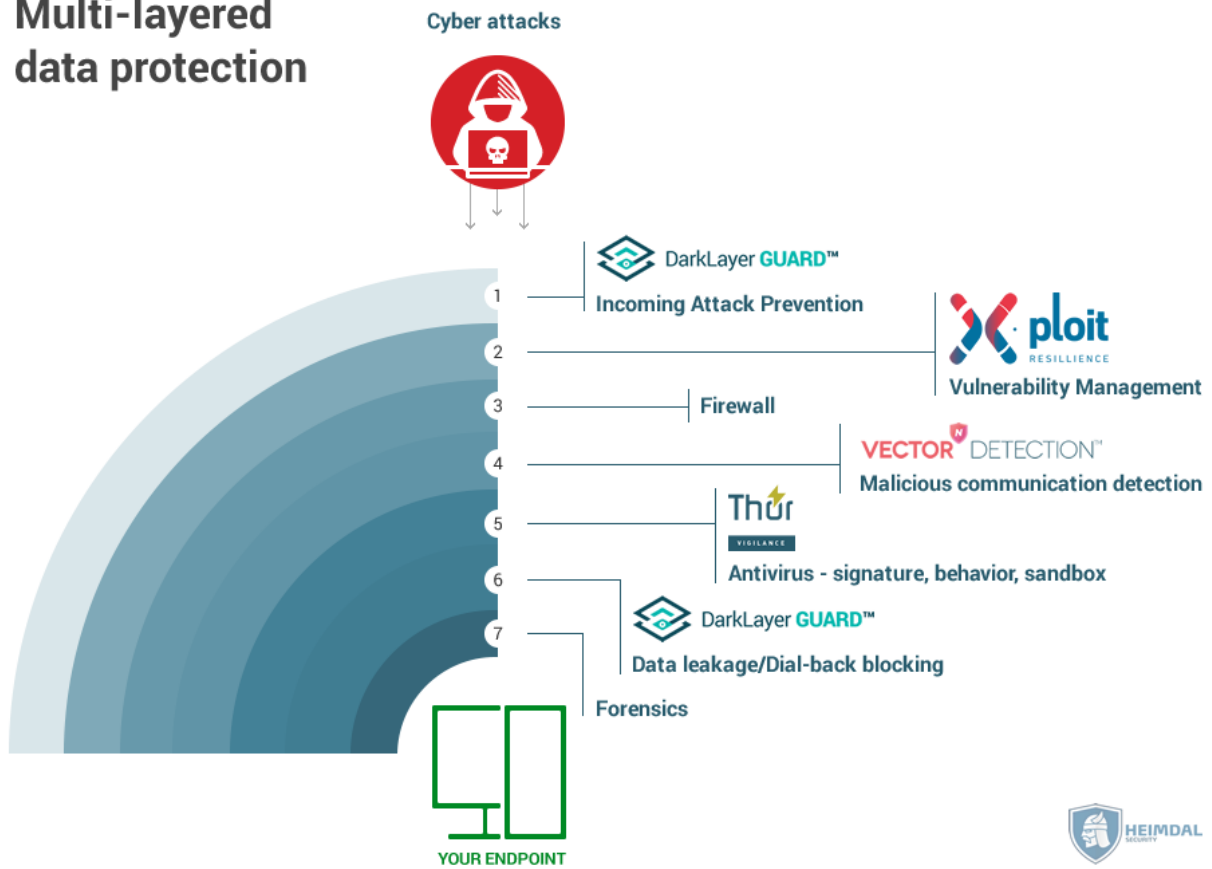 Multi-layered
data protection
Cyber attacks
1
DarkLayer GUARD™
Incoming Attack Prevention
2
Xploit
RESILLIENCE
Vulnerability Management
3
Firewall
4
VECTOR N DETECTION™
Malicious communication detection
5
Thor
VIGILANCE
Antivirus - signature, behavior, sandbox
6
DarkLayer GUARD™
Data leakage/Dial-back blocking
7
Forensics
YOUR ENDPOINT
HEIMDAL
SECURITY